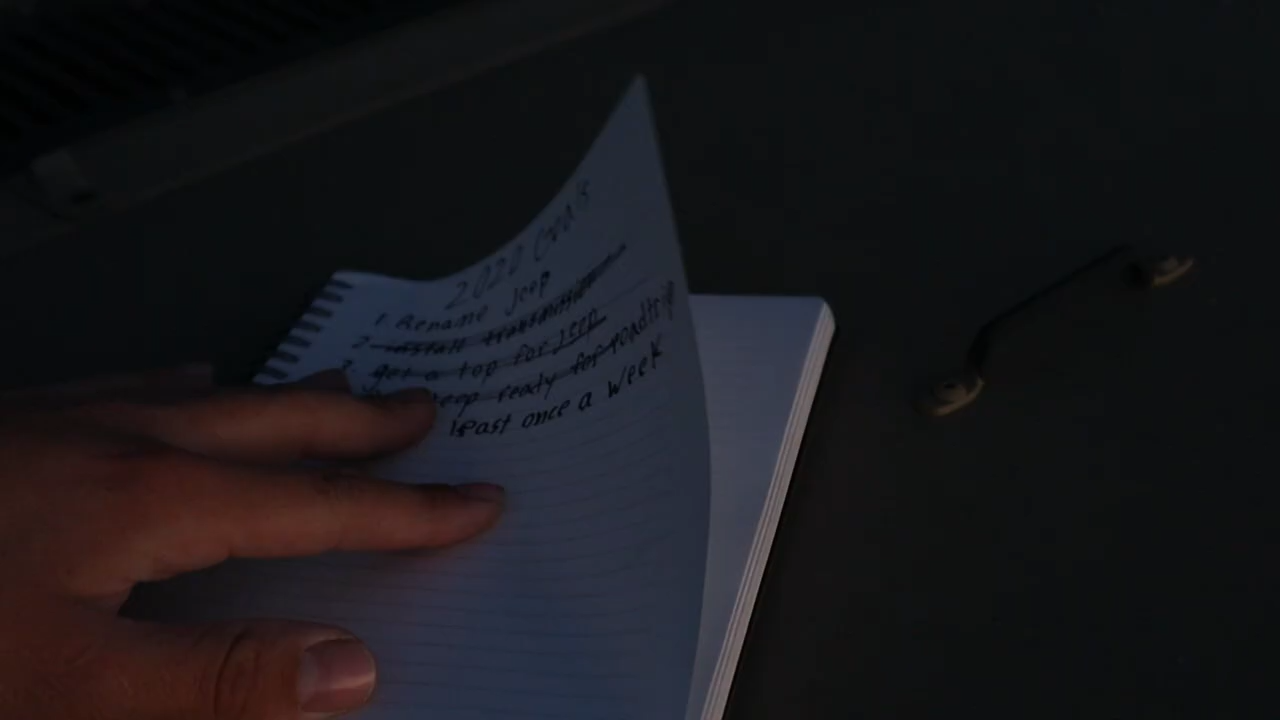 2020 Goals
1. Rename Jeep
2. install transmission
3. get a top for Jeep
Jeep ready for roadtrip
least once a week